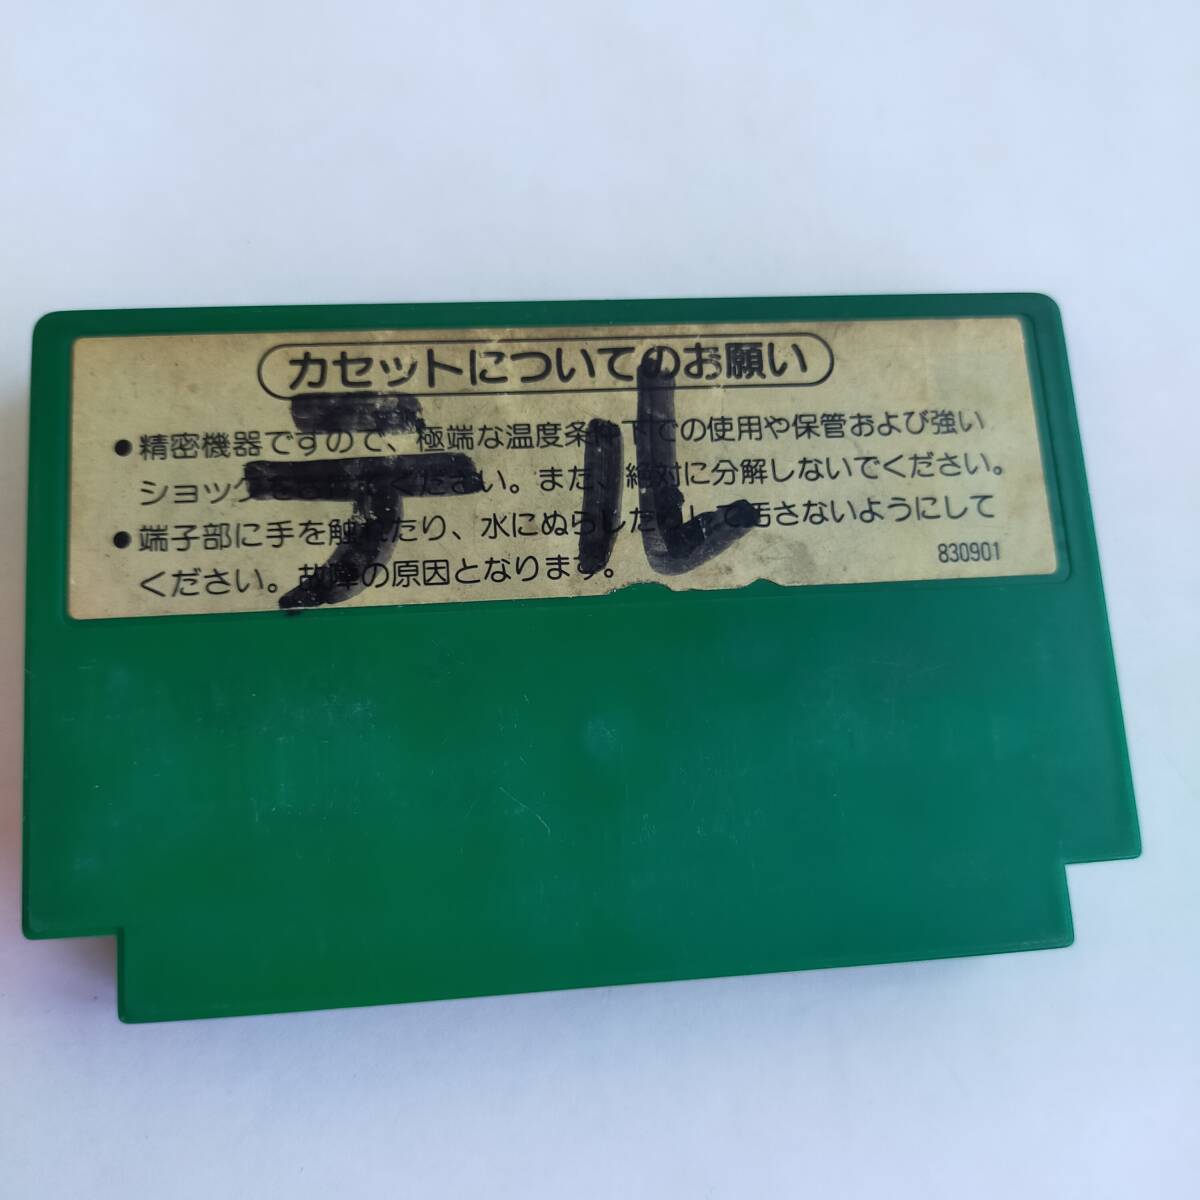 カセットについてのお願い
●精密機器ですので、極端な温度条件下での使用や保管および強い
ショックをさけてください。また、絶対に分解しないでください。
●端子部に手を触れたり、水にぬらしたりして汚さないようにして
ください。故障の原因となります。
830901
テル